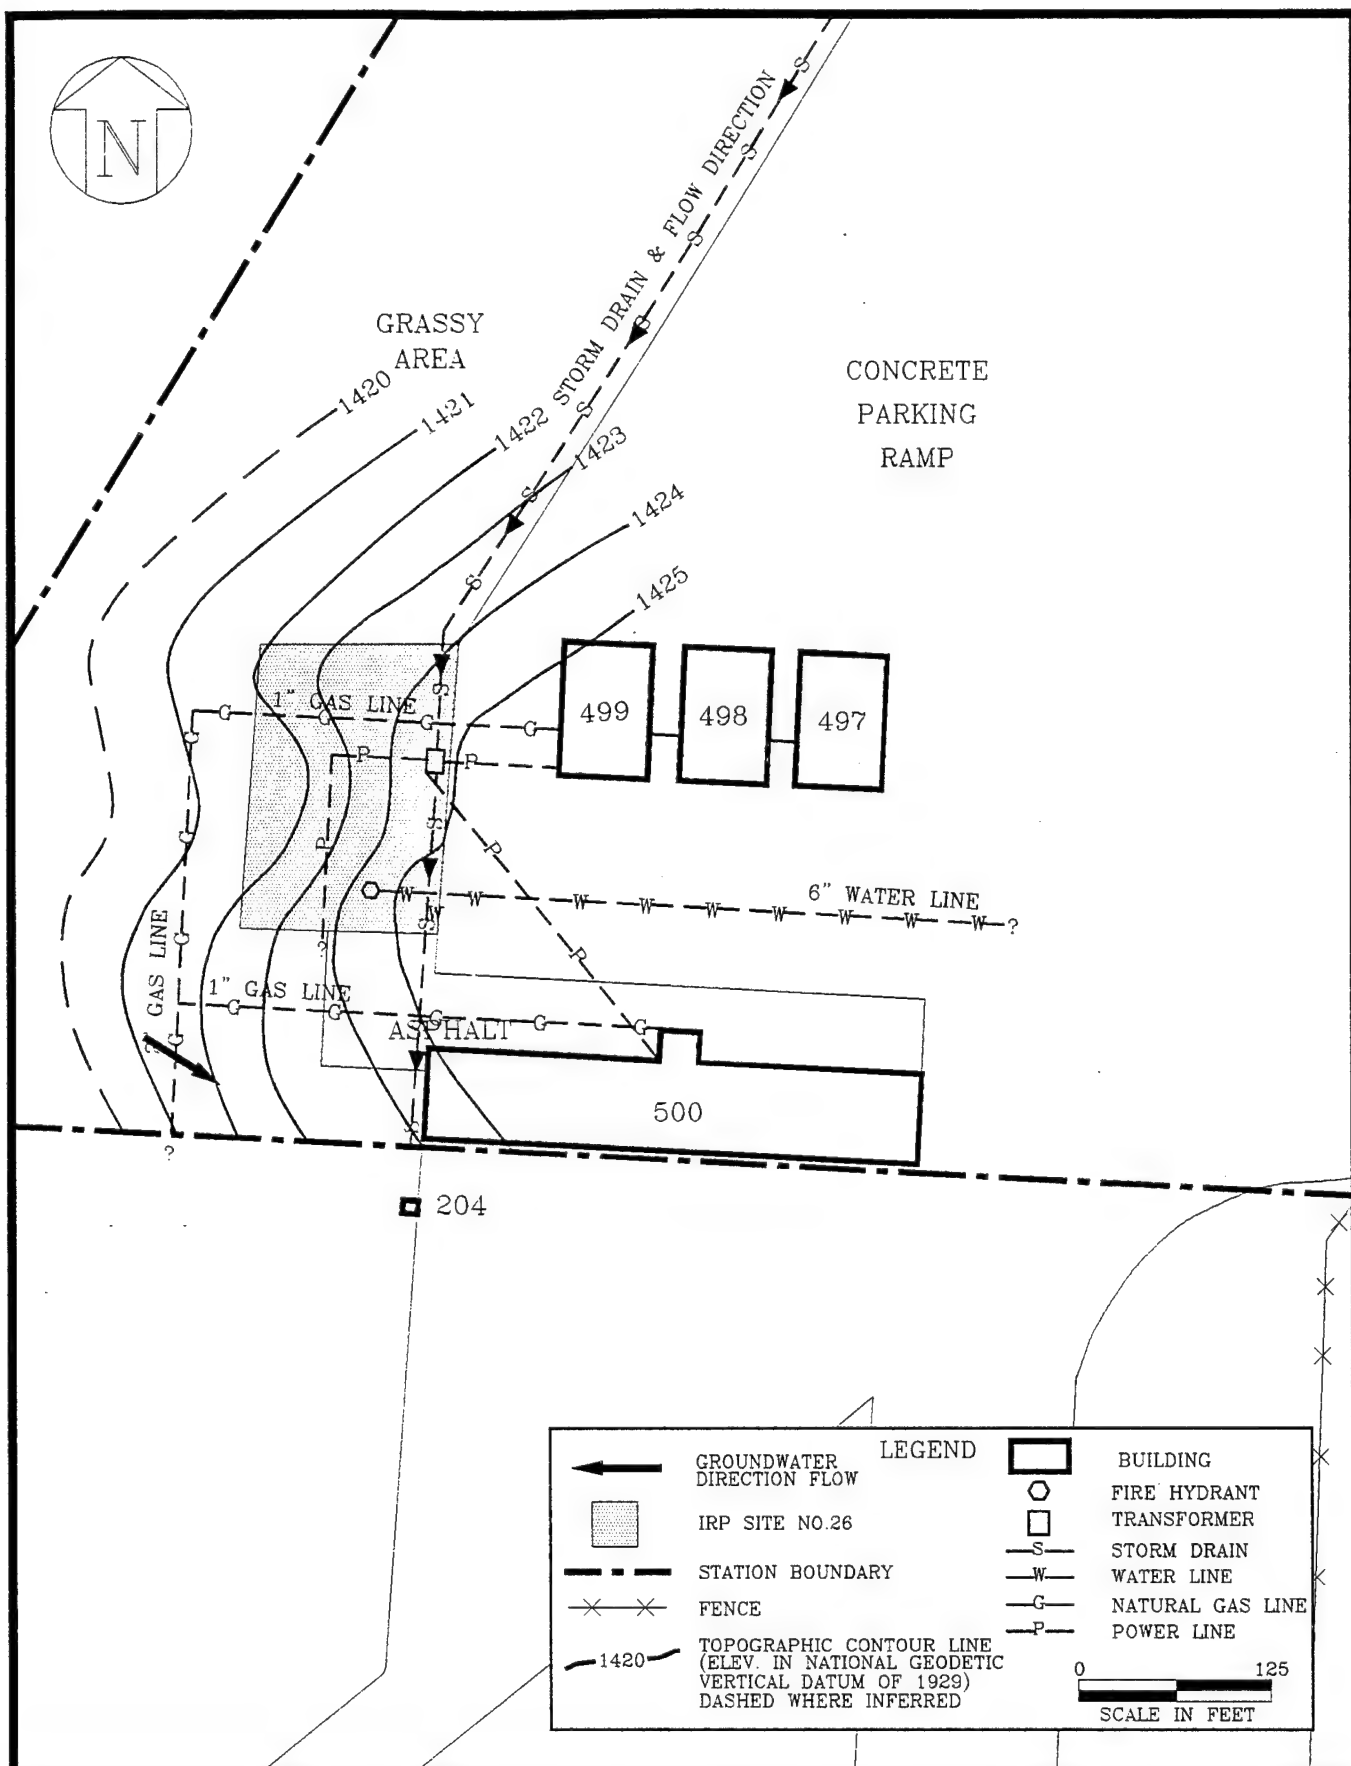 N
STORM DRAIN & FLOW DIRECTION
GRASSY
AREA
CONCRETE
PARKING
RAMP
1420
1421
1422
1423
1424
1425
S
S
S
S
S
S
S
S
S
S
S
499
498
497
1" GAS LINE
G
G
G
G
G
G
G
G
P
P
P
P
P
6" WATER LINE
W
W
W
W
W
W
W
W
W
W
W
?
?
GAS LINE
1" GAS LINE
G
G
G
G
G
ASPHALT
2"
500
?
204
LEGEND
GROUNDWATER
DIRECTION FLOW
IRP SITE NO.26
STATION BOUNDARY
FENCE
1420
TOPOGRAPHIC CONTOUR LINE
(ELEV. IN NATIONAL GEODETIC
VERTICAL DATUM OF 1929)
DASHED WHERE INFERRED
BUILDING
FIRE HYDRANT
TRANSFORMER
S STORM DRAIN
W WATER LINE
G NATURAL GAS LINE
P POWER LINE
0 125
SCALE IN FEET